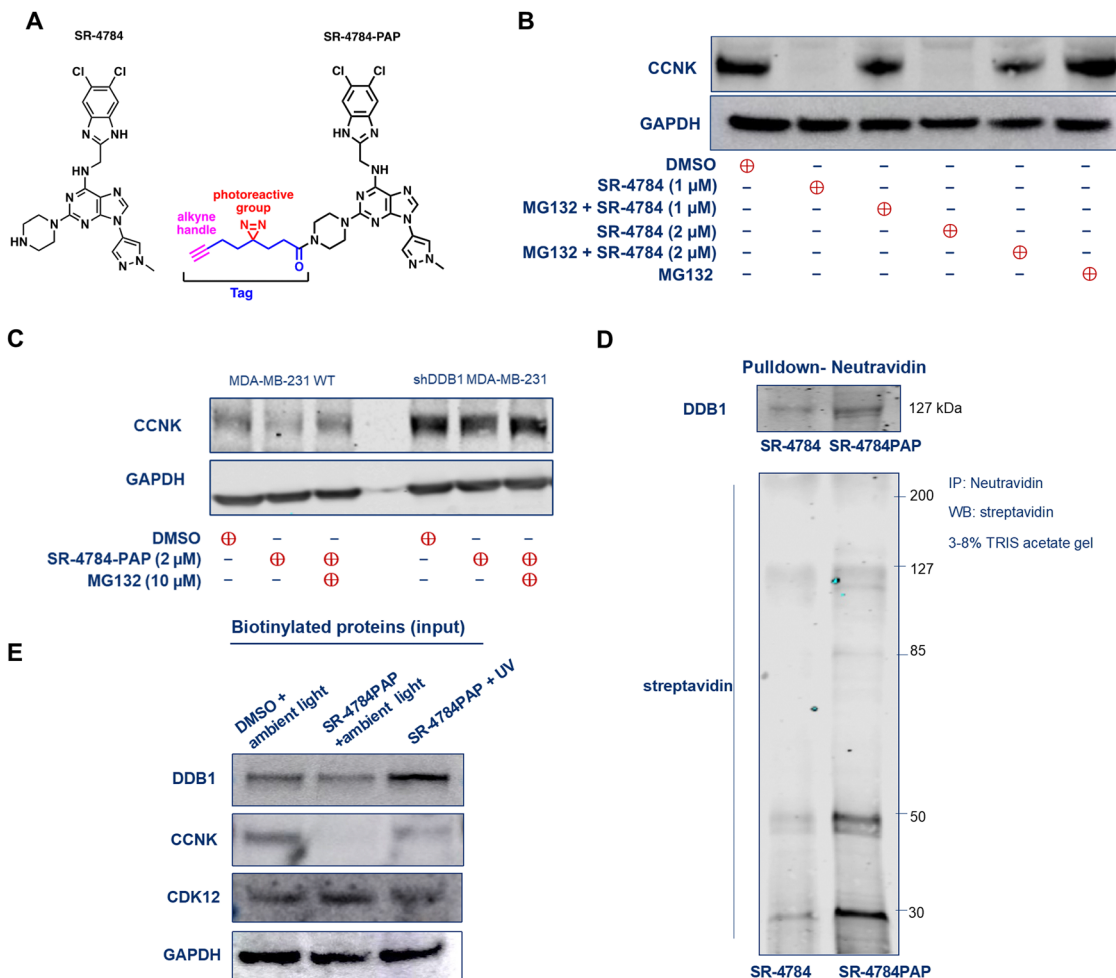 A
SR-4784
SR-4784-PAP
Cl
Cl
Cl
Cl
N
NH
HN
N
HN
HN
N
N
N
N
N
N
N
N
N
N
HN
N
N
N
N
N
N
N
O
N
N
N
N
alkyne
handle
photoreactive
group
Tag
B
CCNK
GAPDH
DMSO – – – – –
SR-4784 (1 µM) – – – – –
MG132 + SR-4784 (1 µM) – – – – –
SR-4784 (2 µM) – – – – –
MG132 + SR-4784 (2 µM) – – – – –
MG132 – – – – –
C
MDA-MB-231 WT shDDB1 MDA-MB-231
CCNK
GAPDH
DMSO – – – –
SR-4784-PAP (2 µM) – –
MG132 (10 µM) – – – –
D
Pulldown- Neutravidin
DDB1
127 kDa
SR-4784 SR-4784PAP
IP: Neutravidin
WB: streptavidin
3-8% TRIS acetate gel
200
127
85
50
30
streptavidin
SR-4784 SR-4784PAP
E
Biotinylated proteins (input)
DMSO +
ambient light
SR-4784PAP
+ambient light
SR-4784PAP + UV
DDB1
CCNK
CDK12
GAPDH